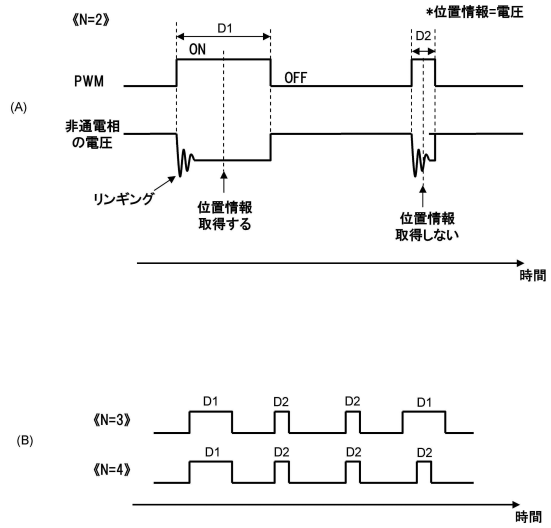 《N=2》
*位置情報=電圧
D1
D2
ON
PWM
OFF
(A)
非通電相
の電圧
リンギング
位置情報
取得する
位置情報
取得しない
時間
D1
D2
D2
D1
《N=3》
(B)
D1
D2
D2
D2
《N=4》
時間